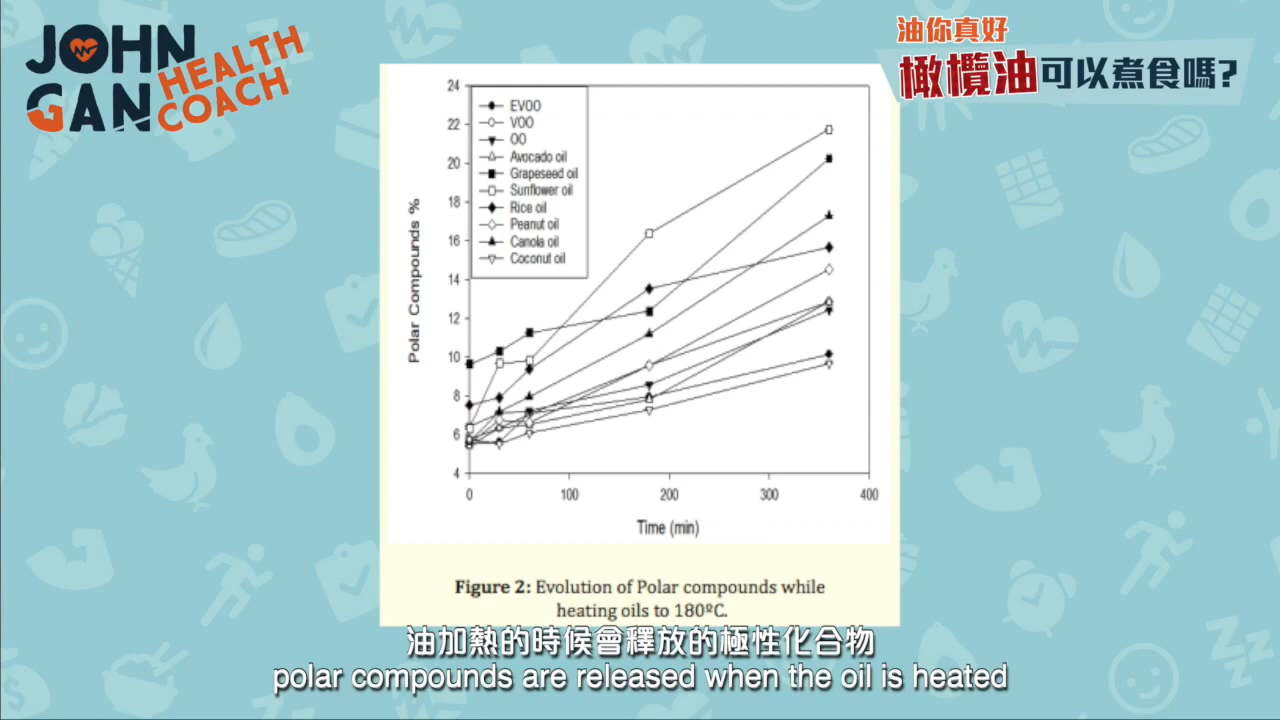 JOHN
GAN
HEALTH
COACH
油你真好
橄欖油可以煮食嗎?
EVOO
VOO
OO
Avocado oil
Grapeseed oil
Sunflower oil
Rice oil
Peanut oil
Canola oil
Coconut oil
Polar Compounds %
24
22
20
18
16
14
12
10
8
6
4
0 100 200 300 400
Time (min)
Figure 2: Evolution of Polar compounds while
heating oils to 180ºC.
油加熱的時候會釋放的極性化合物
polar compounds are released when the oil is heated